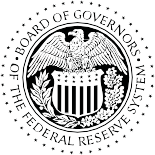 BOARD OF GOVERNORS
OF THE FEDERAL RESERVE SYSTEM